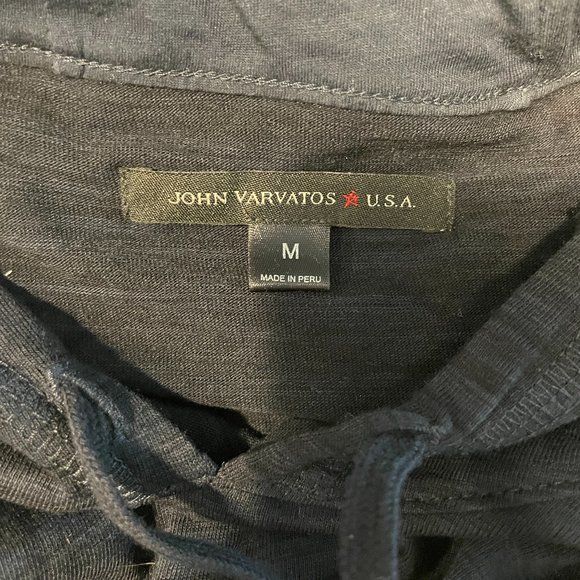 JOHN VARVATOS ★ U.S.A.
M
MADE IN PERU